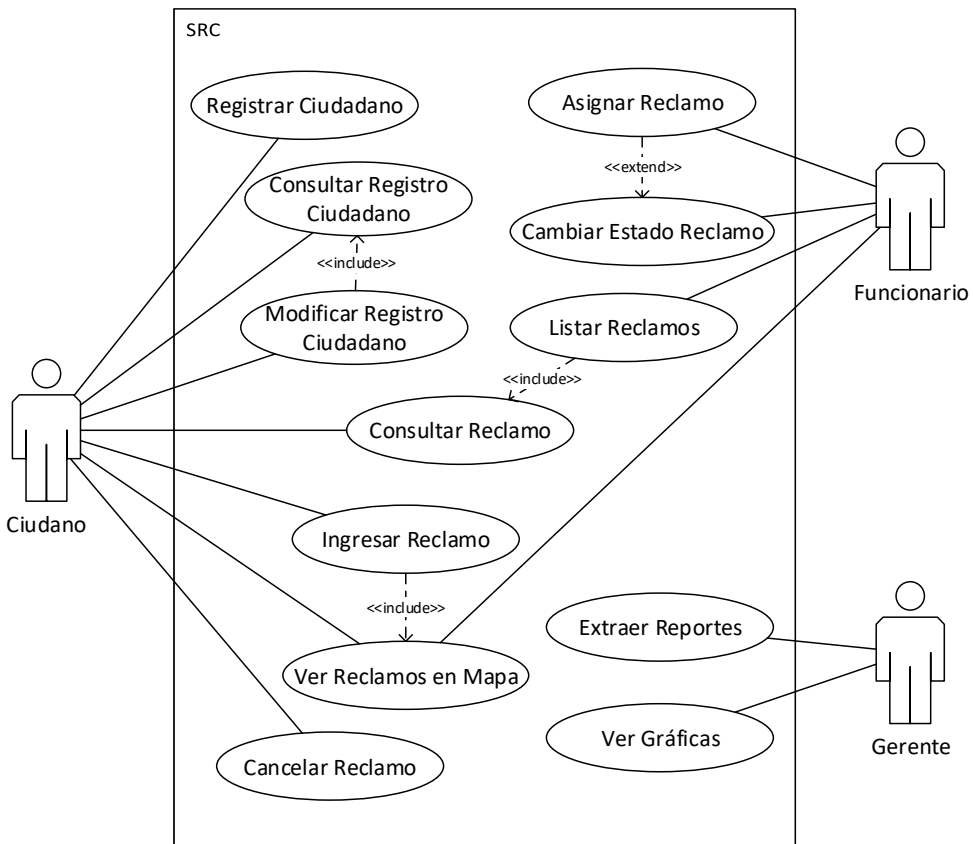 SRC
Registrar Ciudadano
Asignar Reclamo
<<extend>>
Consultar Registro
Ciudadano
Cambiar Estado Reclamo
<<include>>
Funcionario
Modificar Registro
Ciudadano
Listar Reclamos
<<include>>
Consultar Reclamo
Ciudano
Ingresar Reclamo
<<include>>
Extraer Reportes
Ver Reclamos en Mapa
Ver Gráficas
Gerente
Cancelar Reclamo